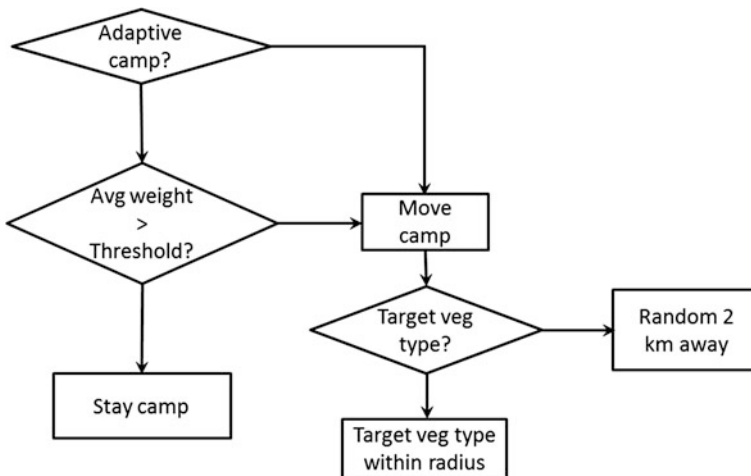 Adaptive
camp?
Avg weight
>
Threshold?
Move
camp
Target veg
type?
Random 2
km away
Stay camp
Target veg type
within radius